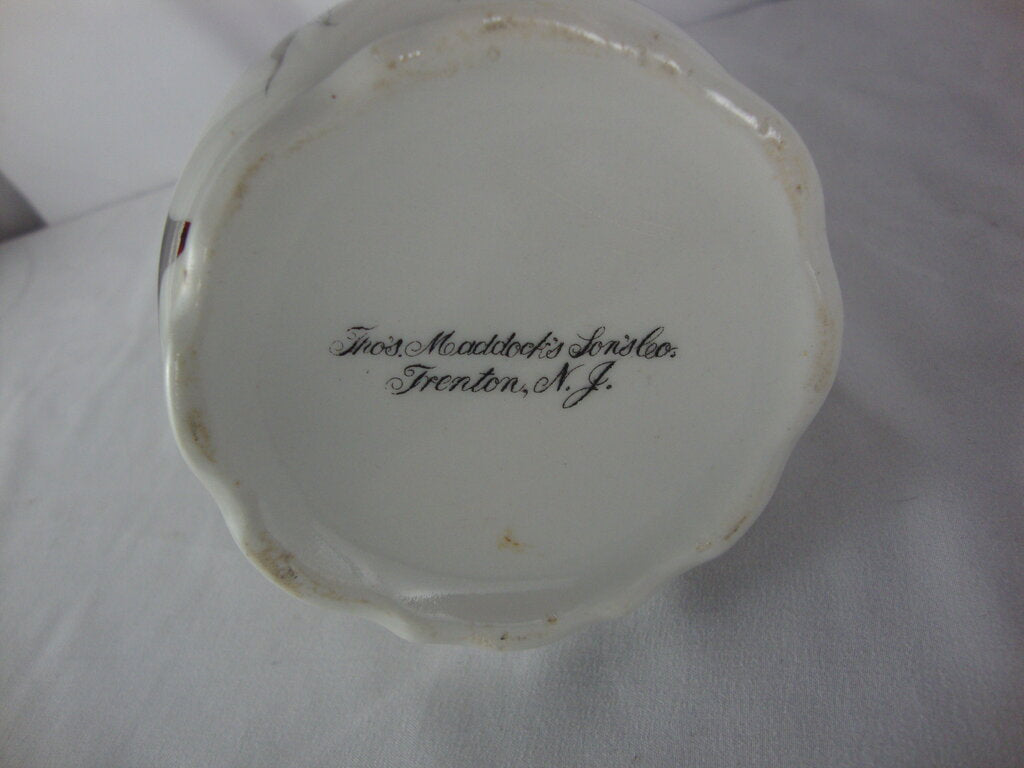 Tho's. Maddock's Son's Co.
Trenton, N. J.